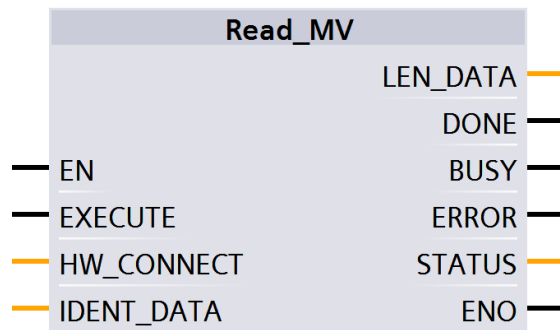 Read_MV
LEN_DATA
DONE
EN BUSY
EXECUTE ERROR
HW_CONNECT STATUS
IDENT_DATA ENO